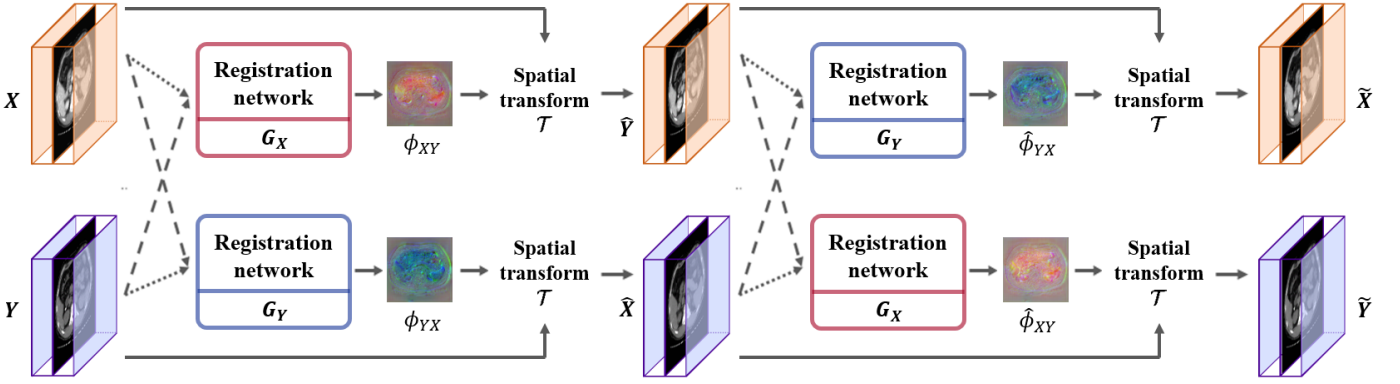 X
Registration
network
G_X
ϕ_XY
Spatial
transform
𝒯
Ŷ
Registration
network
G_Y
ϕ̂_YX
Spatial
transform
𝒯
X̃
Y
Registration
network
G_Y
ϕ_YX
Spatial
transform
𝒯
X̂
Registration
network
G_X
ϕ̂_XY
Spatial
transform
𝒯
Ỹ